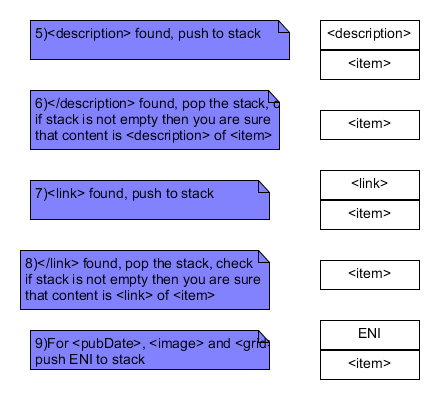 5)<description> found, push to stack
<description>
<item>
6)</description> found, pop the stack,
if stack is not empty then you are sure
that content is <description> of <item>
<item>
7)<link> found, push to stack
<link>
<item>
8)</link> found, pop the stack, check
if stack is not empty then you are sure
that content is <link> of <item>
<item>
9)For <pubDate>, <image> and <grid
push ENI to stack
ENI
<item>